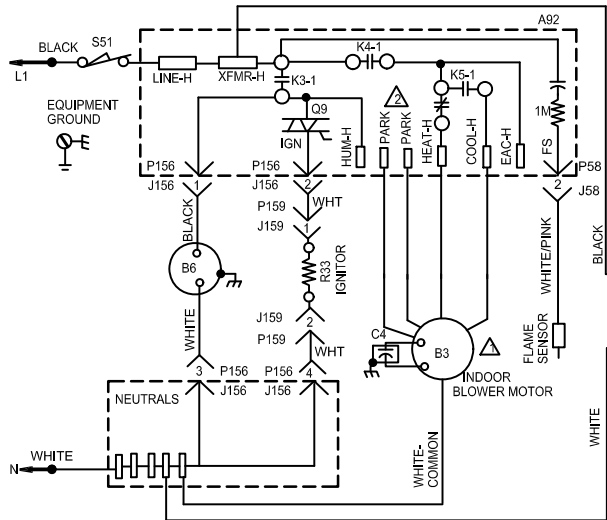 A92
BLACK
S51
K4-1
L1
LINE-H
XFMR-H
K3-1
K5-1
EQUIPMENT
GROUND
Q9
IGN
HUM-H
PARK
2
PARK
HEAT-H
COOL-H
EAC-H
1M
FS
P156
P156
P58
J156
1
J156
2
2
J58
BLACK
P159
WHT
J159
1
B6
R33
IGNITOR
WHITE/PINK
BLACK
WHITE
J159
2
P159
WHT
C4
B3
1
INDOOR
BLOWER MOTOR
FLAME
SENSOR
3
P156
4
P156
J156
J156
NEUTRALS
WHITE-
COMMON
WHITE
N
WHITE